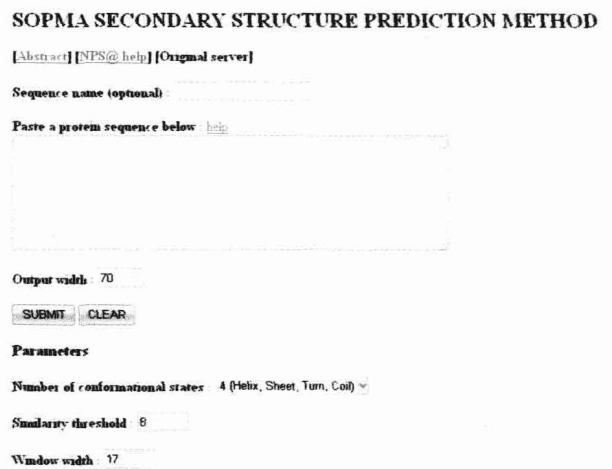 SOPMA SECONDARY STRUCTURE PREDICTION METHOD
[Abstract] [NPS@ help] [Original server]
Sequence name (optional) :
Paste a protein sequence below : help
Output width : 70
SUBMIT CLEAR
Parameters
Number of conformational states : 4 (Helix, Sheet, Turn, Coil)
Similarity threshold : 8
Window width : 17